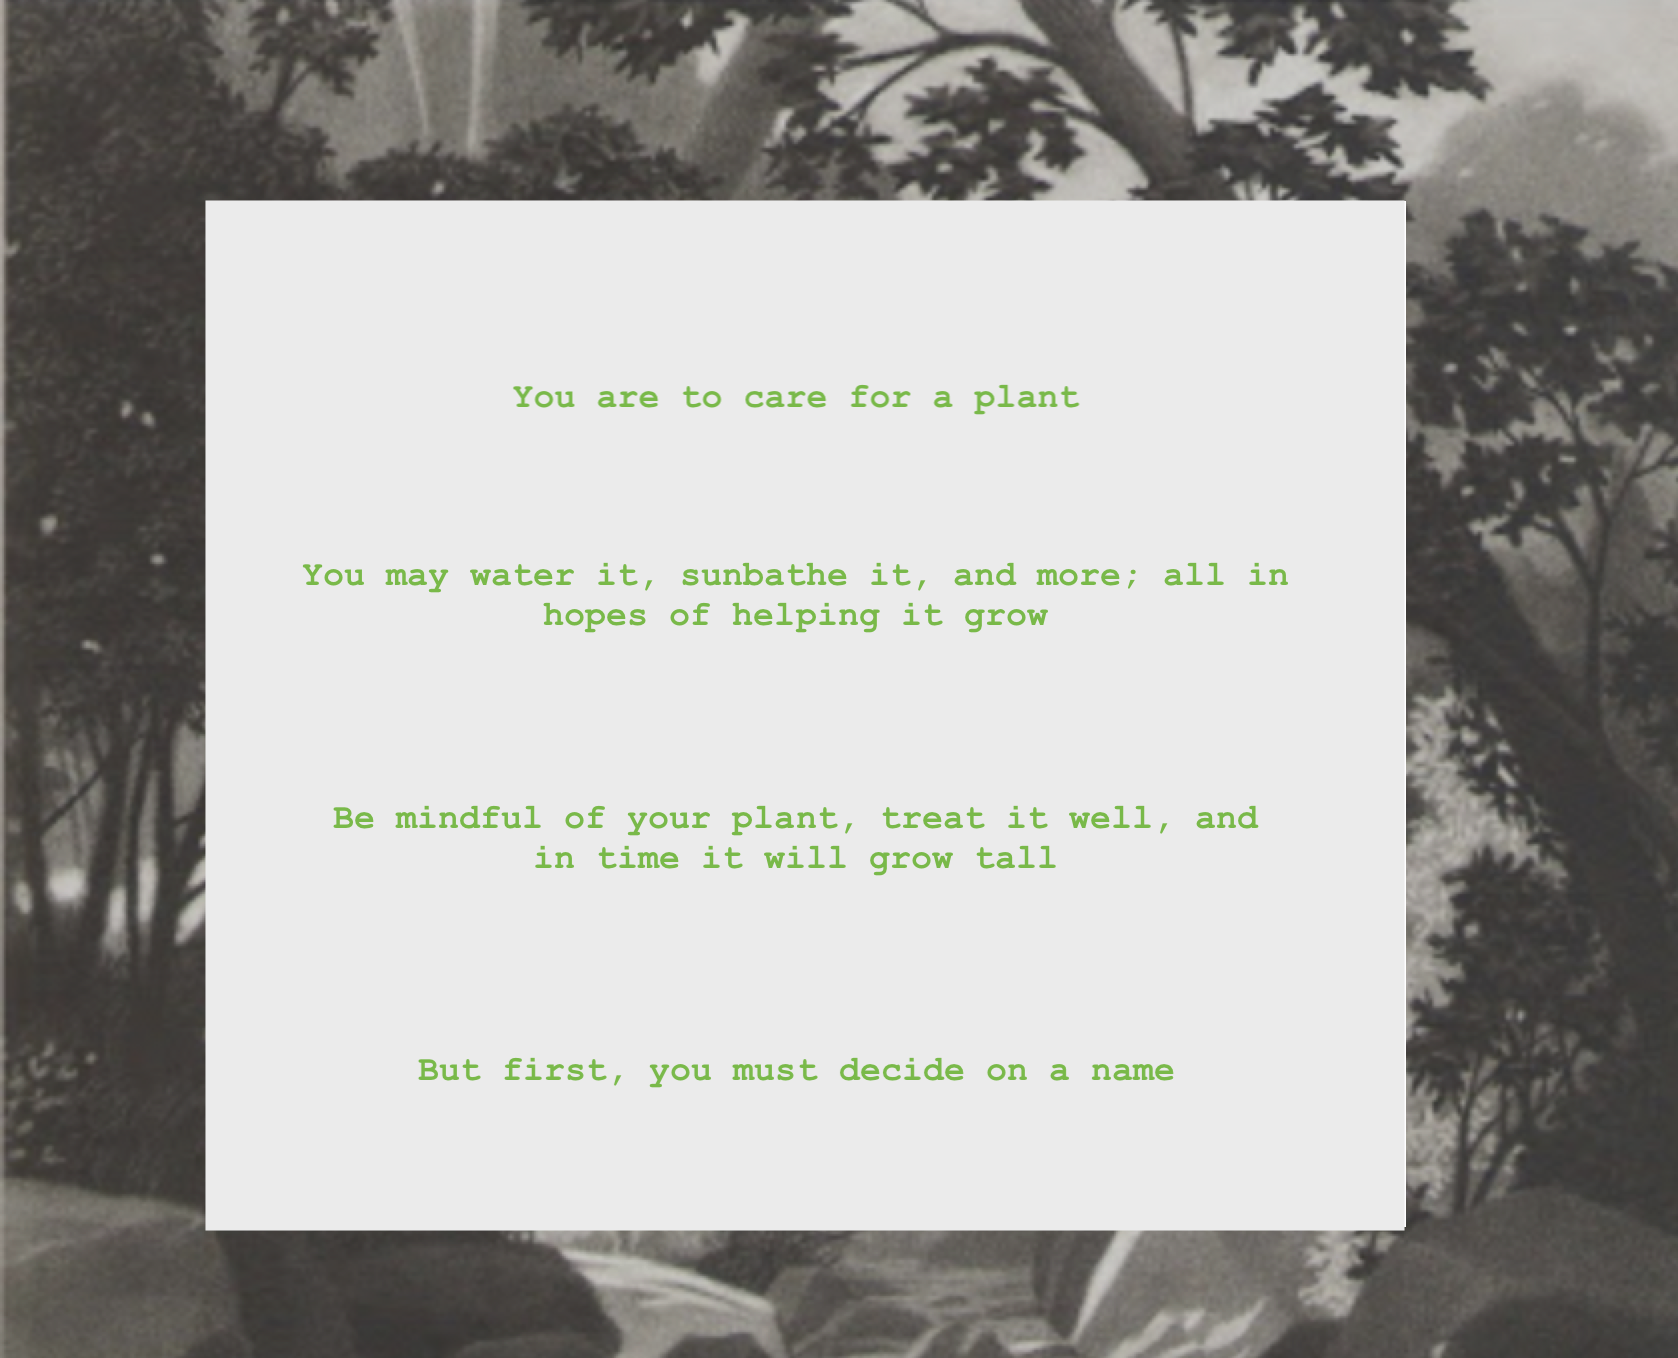 You are to care for a plant
You may water it, sunbathe it, and more; all in
hopes of helping it grow
Be mindful of your plant, treat it well, and
in time it will grow tall
But first, you must decide on a name